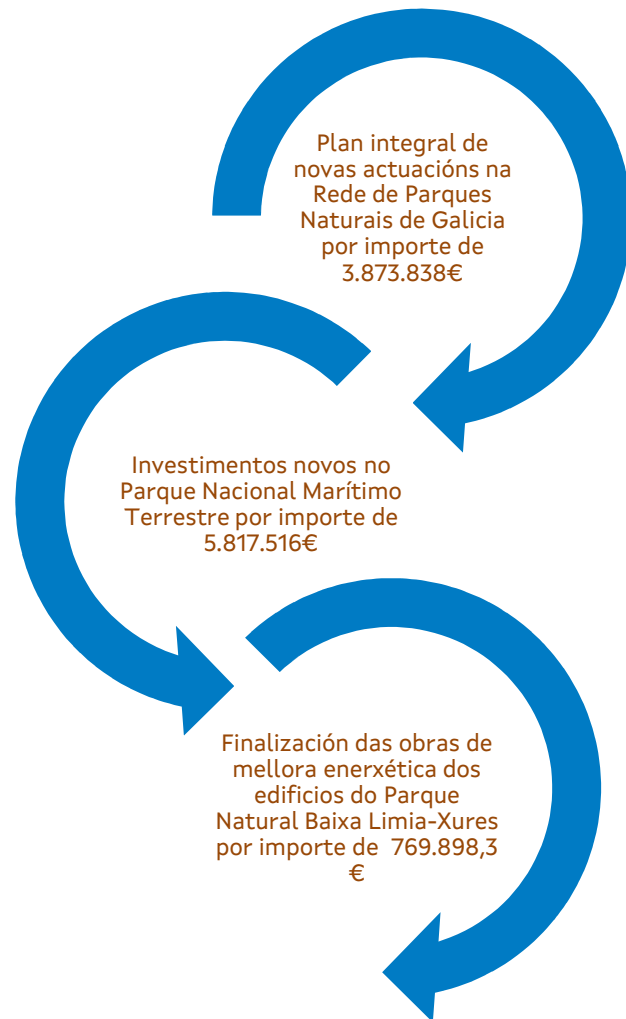 Plan integral de
novas actuacións na
Rede de Parques
Naturais de Galicia
por importe de
3.873.838€
Investimentos novos no
Parque Nacional Marítimo
Terrestre por importe de
5.817.516€
Finalización das obras de
mellora enerxética dos
edificios do Parque
Natural Baixa Limia-Xures
por importe de 769.898,3
€